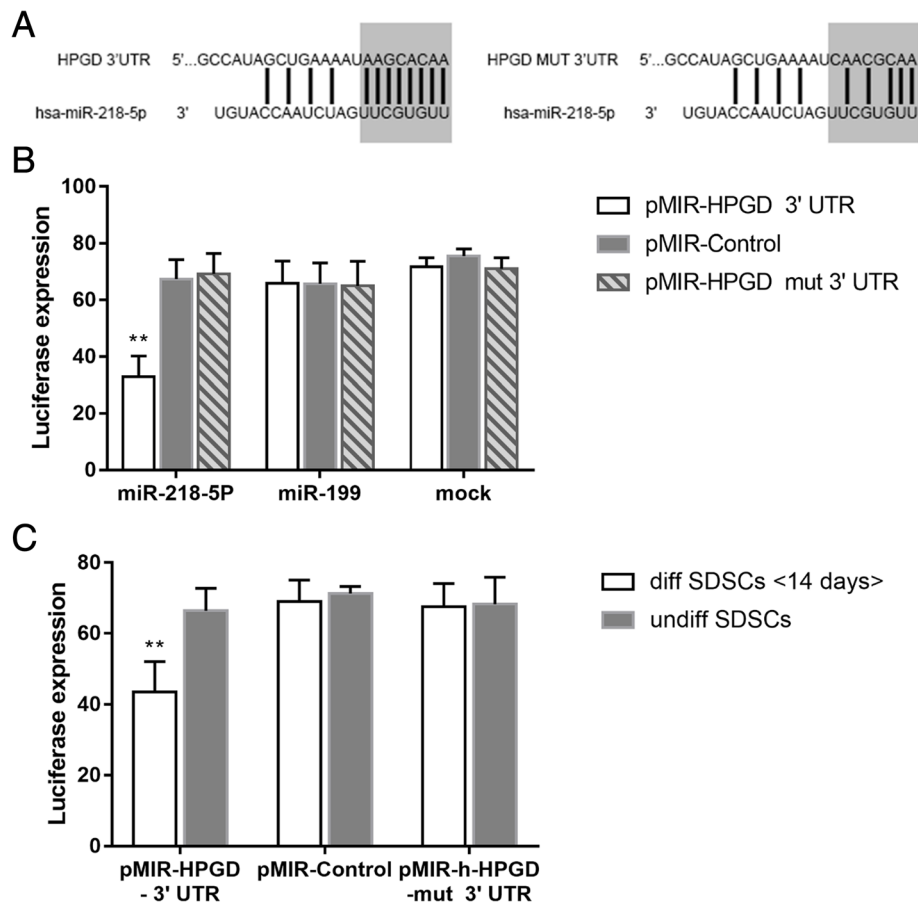 A
HPGD 3'UTR 5'...GCCAUAGCUGAAAAUAAGCACAA
hsa-miR-218-5p 3' UGUACCAAUCUAGUUCGUGUU
HPGD MUT 3'UTR 5'...GCCAUAGCUGAAAAUCAACGCAA
hsa-miR-218-5p 3' UGUACCAAUCUAGUUCGUGUU
B
Luciferase expression
100
80
60
40
20
0
**
miR-218-5P miR-199 mock
pMIR-HPGD 3' UTR
pMIR-Control
pMIR-HPGD mut 3' UTR
C
Luciferase expression
80
60
40
20
0
**
pMIR-HPGD
- 3' UTR
pMIR-Control
pMIR-h-HPGD
-mut 3' UTR
diff SDSCs <14 days>
undiff SDSCs